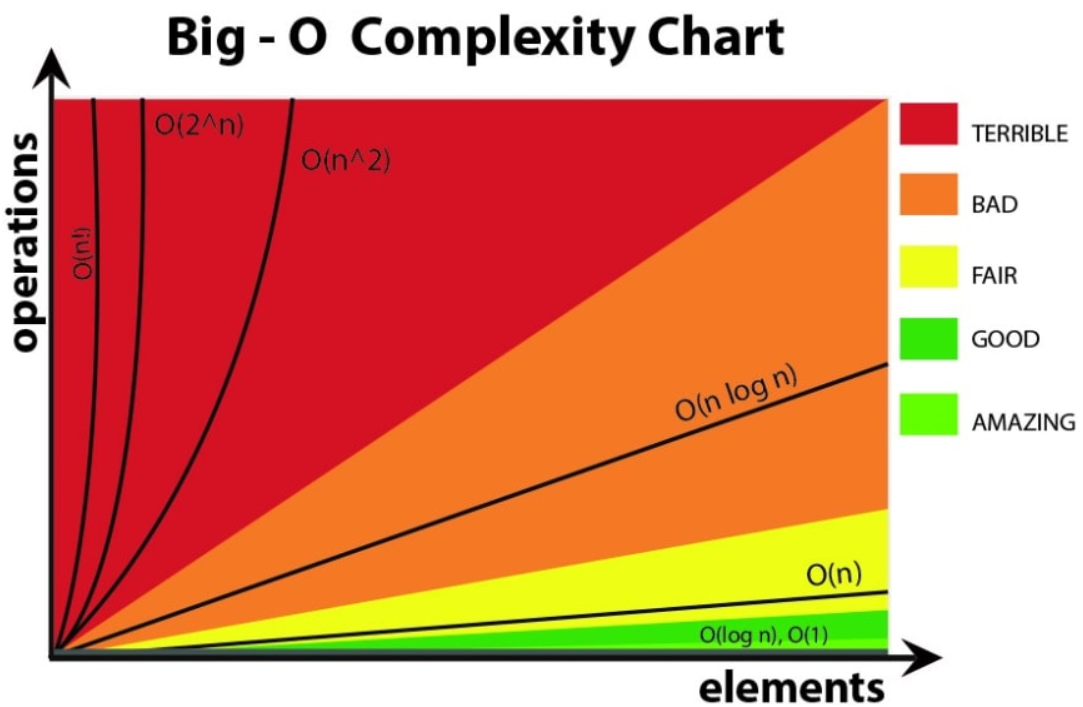 Big - O Complexity Chart
operations
O(n!)
O(2^n)
O(n^2)
O(n log n)
O(n)
O(log n), O(1)
elements
TERRIBLE
BAD
FAIR
GOOD
AMAZING